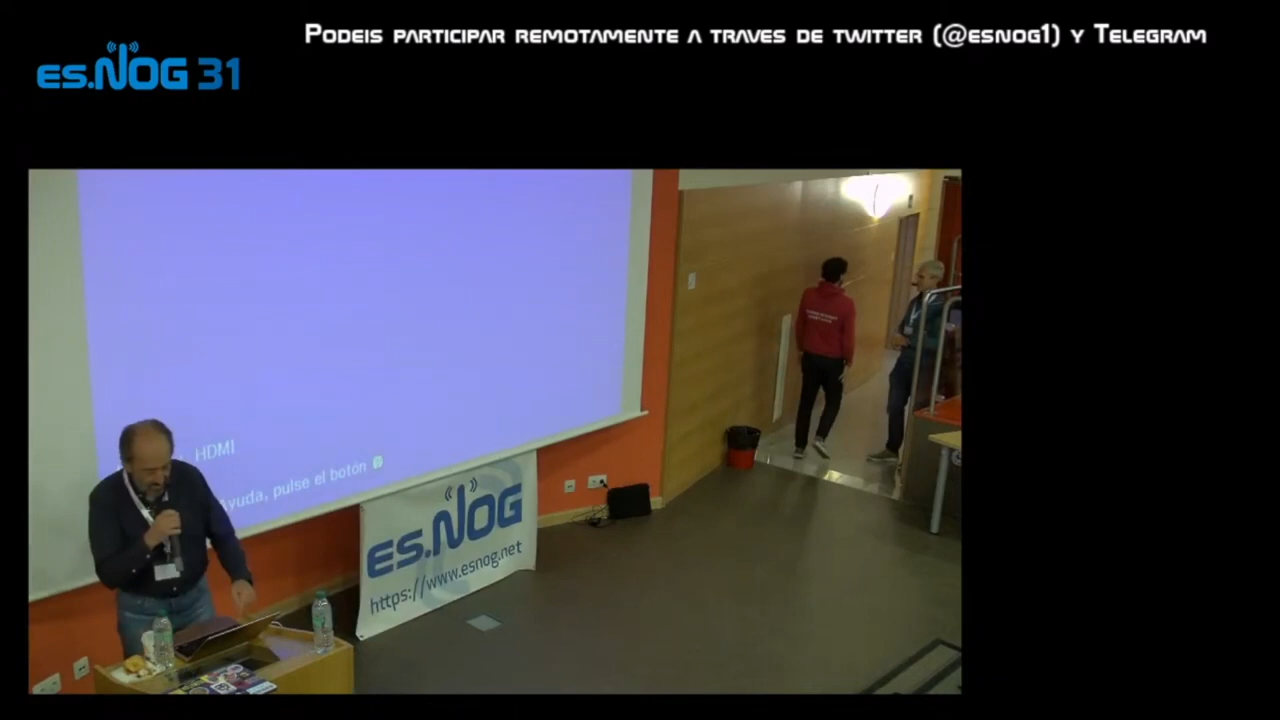 PODEIS PARTICIPAR REMOTAMENTE A TRAVES DE TWITTER (@ESNOG1) Y TELEGRAM
ES.NOG 31
HDMI
Ayuda, pulse el botón
ES.NOG
https://www.esnog.net